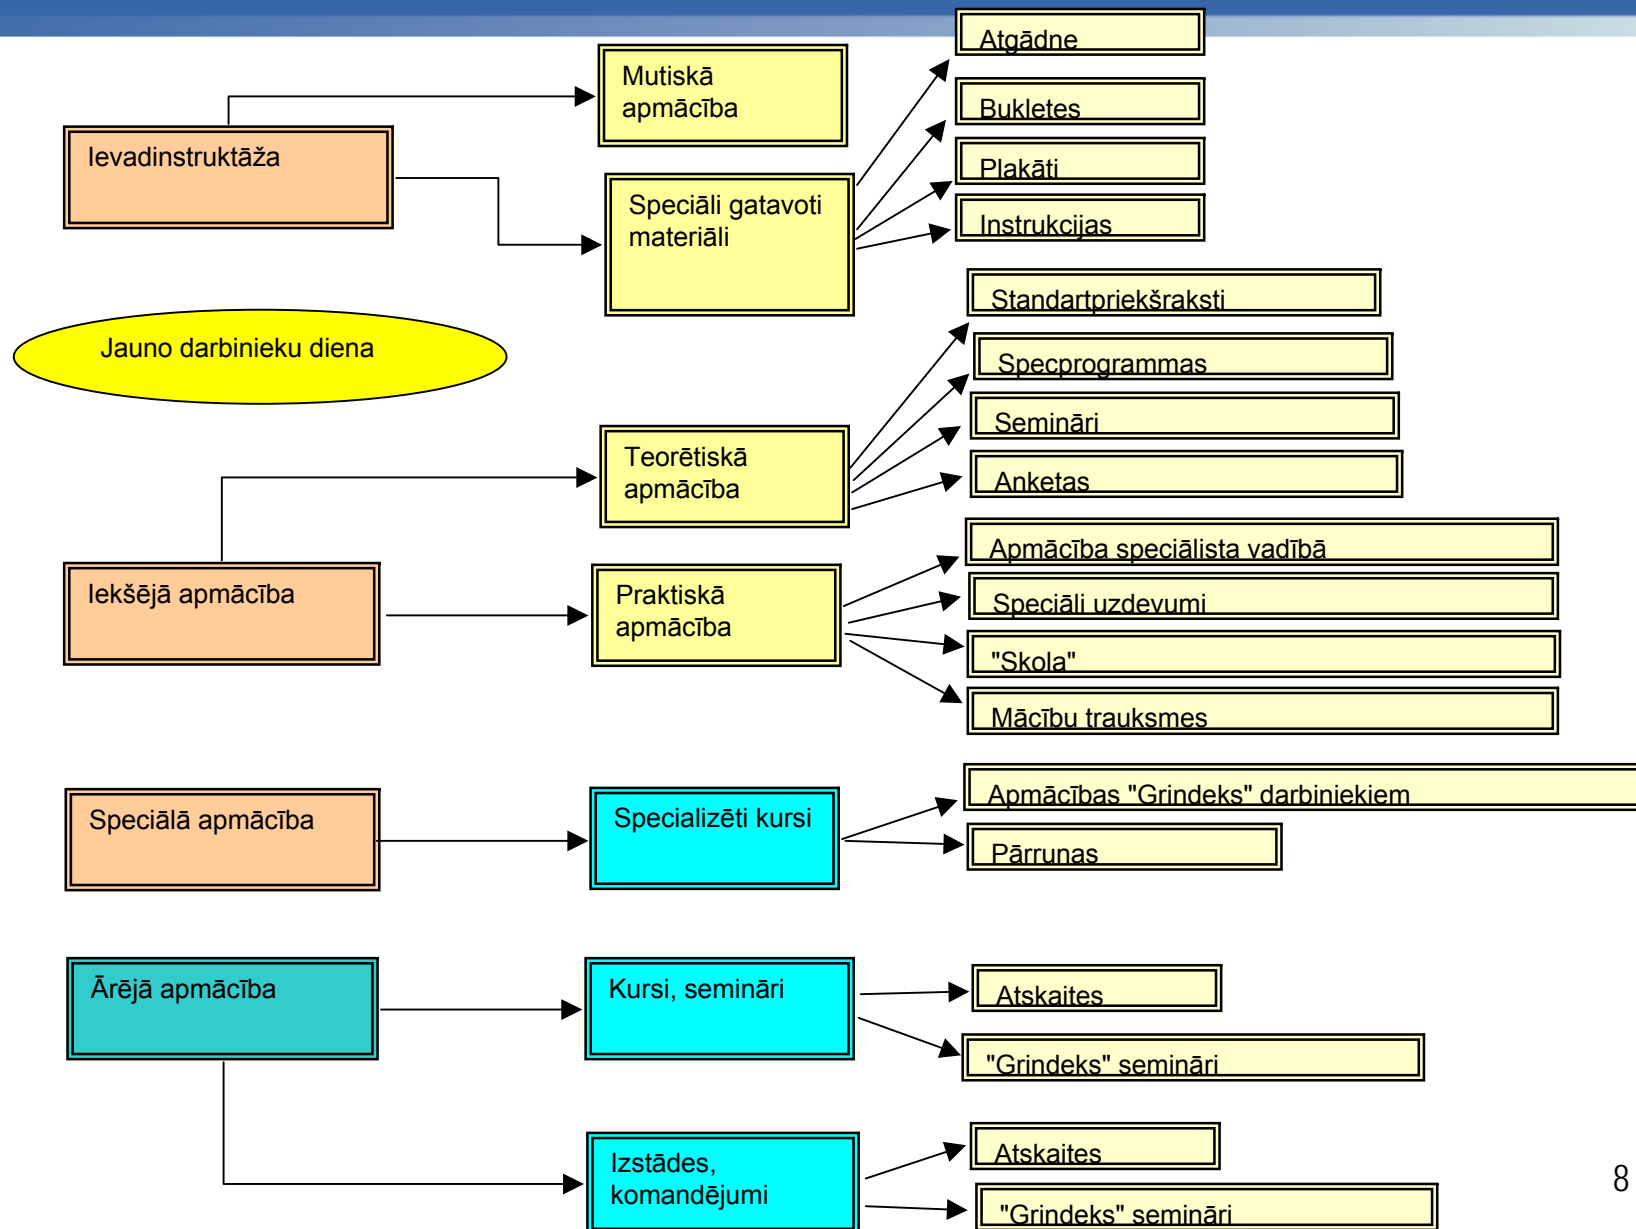 Atgādne
Mutiskā
apmācība
Bukletes
Ievadinstruktāža
Plakāti
Speciāli gatavoti
materiāli
Instrukcijas
Standartpriekšraksti
Jauno darbinieku diena
Specprogrammas
Semināri
Teorētiskā
apmācība
Anketas
Apmācība speciālista vadībā
Iekšējā apmācība
Praktiskā
apmācība
Speciāli uzdevumi
"Skola"
Mācību trauksmes
Speciālā apmācība
Specializēti kursi
Apmācības "Grindeks" darbiniekiem
Pārrunas
Ārējā apmācība
Kursi, semināri
Atskaites
"Grindeks" semināri
Izstādes,
komandējumi
Atskaites
"Grindeks" semināri
8